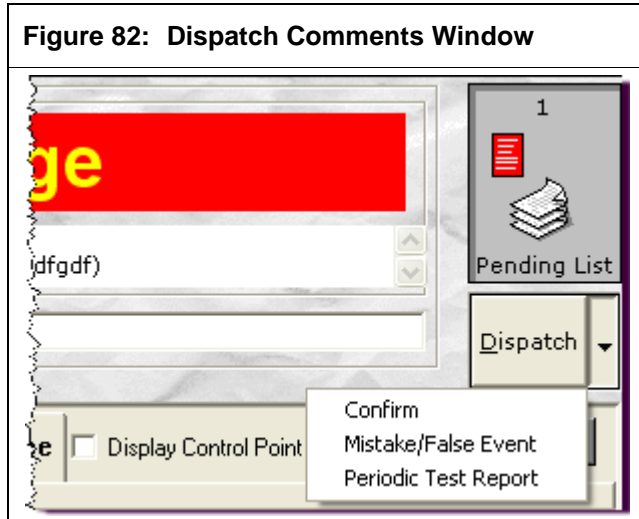 Figure 82: Dispatch Comments Window
ge
1
dfgdf)
Pending List
Dispatch
Confirm
Mistake/False Event
Periodic Test Report
e
Display Control Point